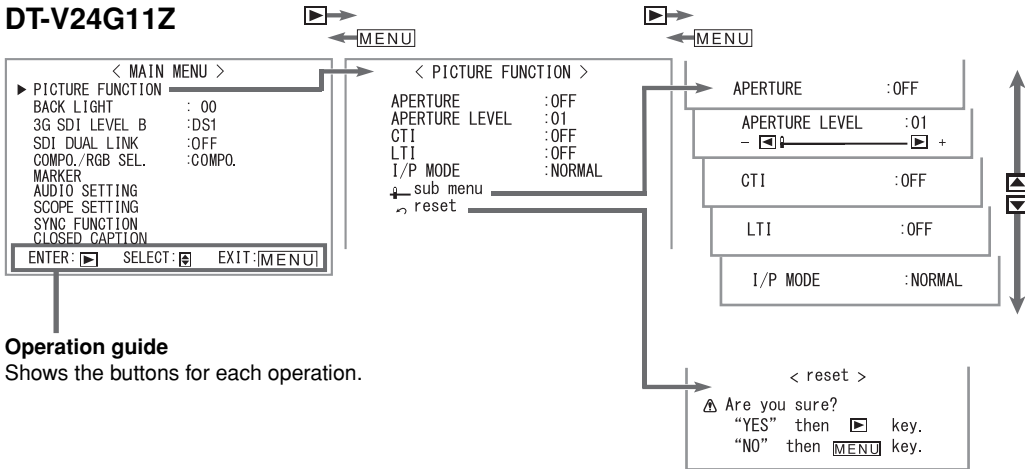 DT-V24G11Z
MENU
MENU
< MAIN MENU >
PICTURE FUNCTION
BACK LIGHT : 00
3G SDI LEVEL B :DS1
SDI DUAL LINK :OFF
COMPO./RGB SEL. :COMPO.
MARKER
AUDIO SETTING
SCOPE SETTING
SYNC FUNCTION
CLOSED CAPTION
ENTER: SELECT: EXIT: MENU
Operation guide
Shows the buttons for each operation.
< PICTURE FUNCTION >
APERTURE :OFF
APERTURE LEVEL :01
CTI :OFF
LTI :OFF
I/P MODE :NORMAL
sub menu
reset
APERTURE :OFF
APERTURE LEVEL :01
– +
CTI :OFF
LTI :OFF
I/P MODE :NORMAL
< reset >
Are you sure?
“YES” then key.
“NO” then MENU key.